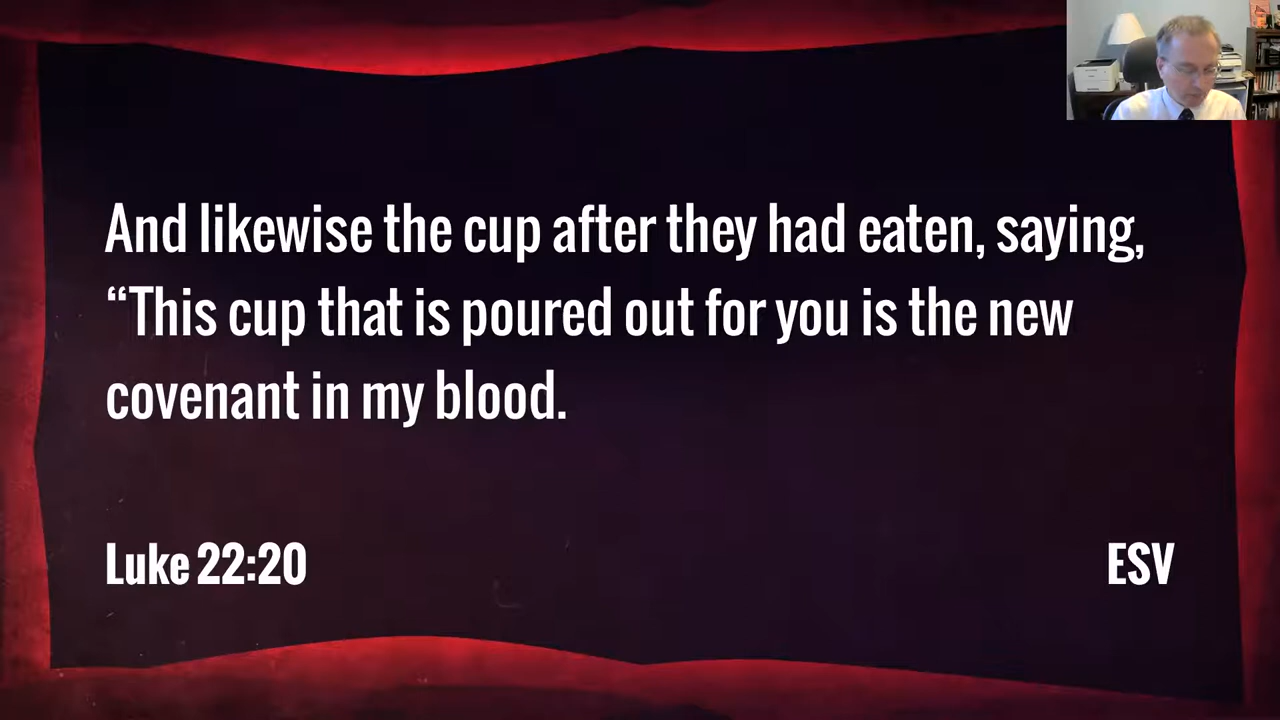 And likewise the cup after they had eaten, saying,
“This cup that is poured out for you is the new
covenant in my blood.
Luke 22:20
ESV